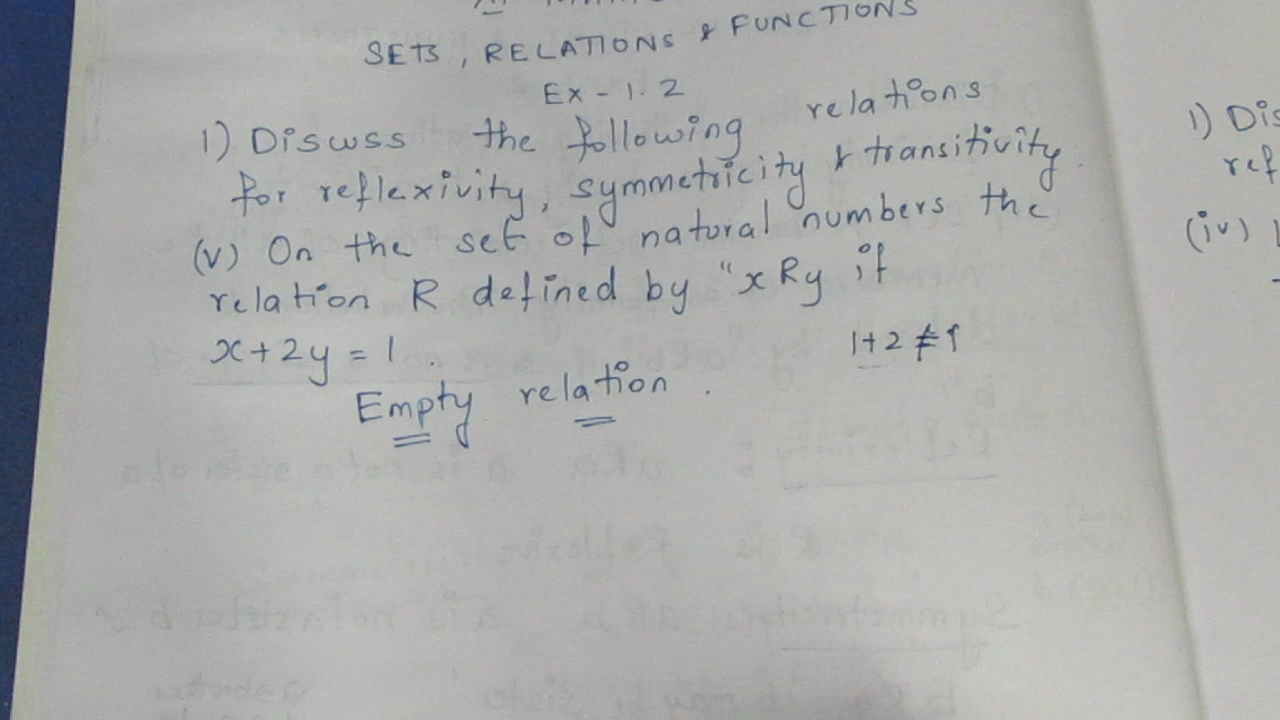 SETS, RELATIONS & FUNCTIONS
Ex - 1.2
1) Discuss the following relations
for reflexivity, symmetricity & transitivity.
(v) On the set of natural numbers the
relation R defined by "x Ry if
x + 2y = 1.
1+2 ≠ 1
Empty relation.
1) Dis
ref
(iv)